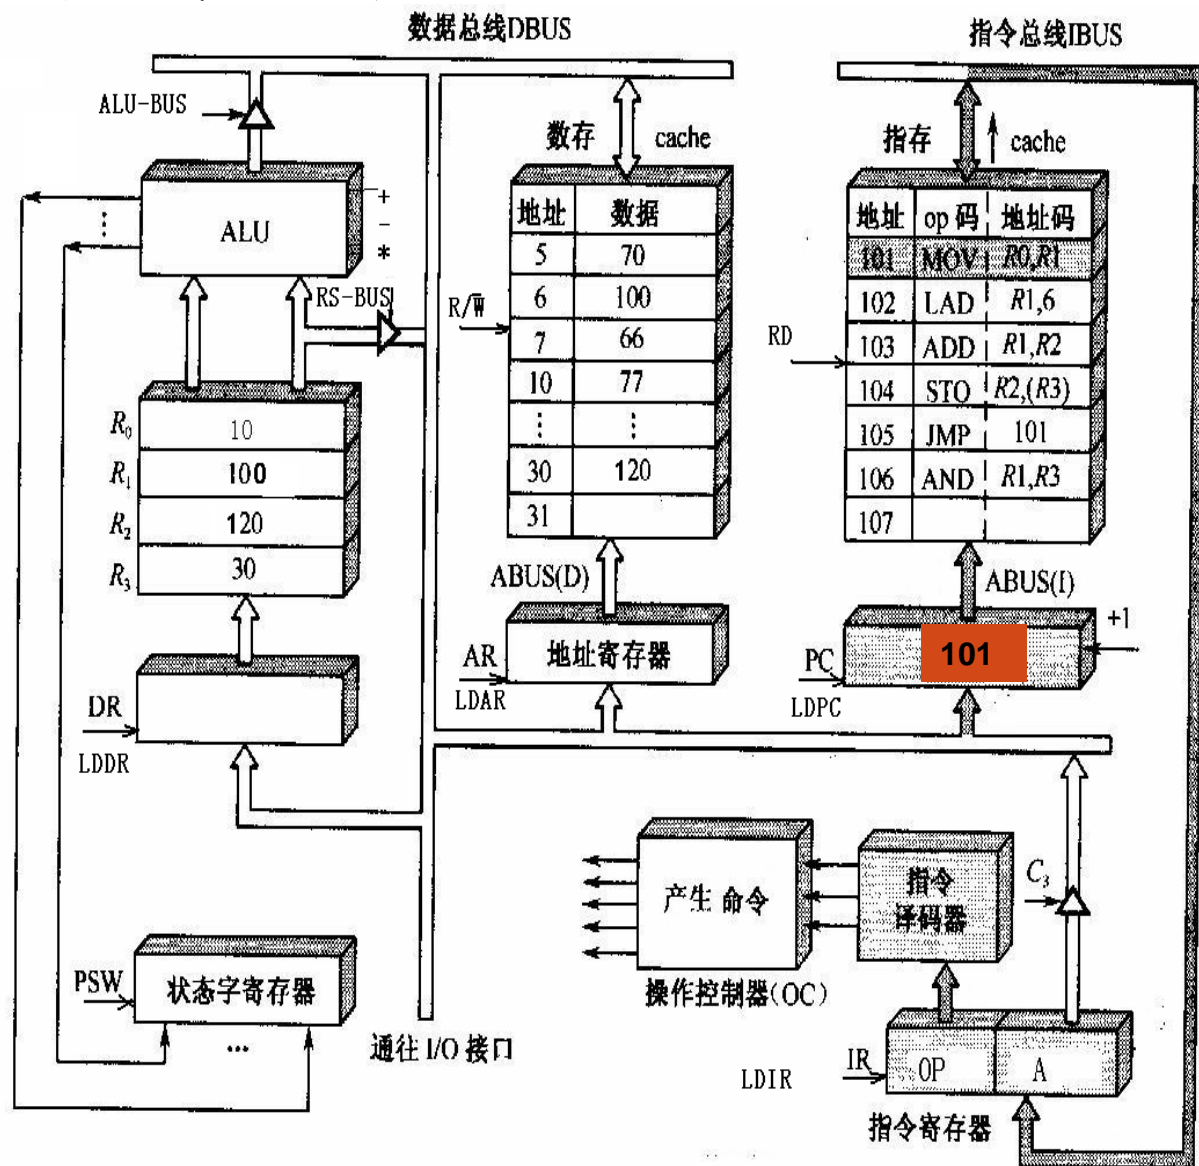 数据总线DBUS
指令总线IBUS
ALU-BUS
数存
cache
指存
cache
ALU
+
-
*
⋮
地址 数据
5 70
6 100
7 66
10 77
⋮ ⋮
30 120
31
地址 op 码 地址码
101 MOV R0,R1
102 LAD R1,6
103 ADD R1,R2
104 STO R2,(R3)
105 JMP 101
106 AND R1,R3
107
RS-BUS
R/W̅
RD
R₀ 10
R₁ 100
R₂ 120
R₃ 30
ABUS(D)
ABUS(I)
AR
LDAR
地址寄存器
PC
LDPC
101
+1
DR
LDDR
产生 命令
指令
译码器
C₃
操作控制器(OC)
PSW
状态字寄存器
…
通往 I/O 接口
IR
LDIR
OP
A
指令寄存器